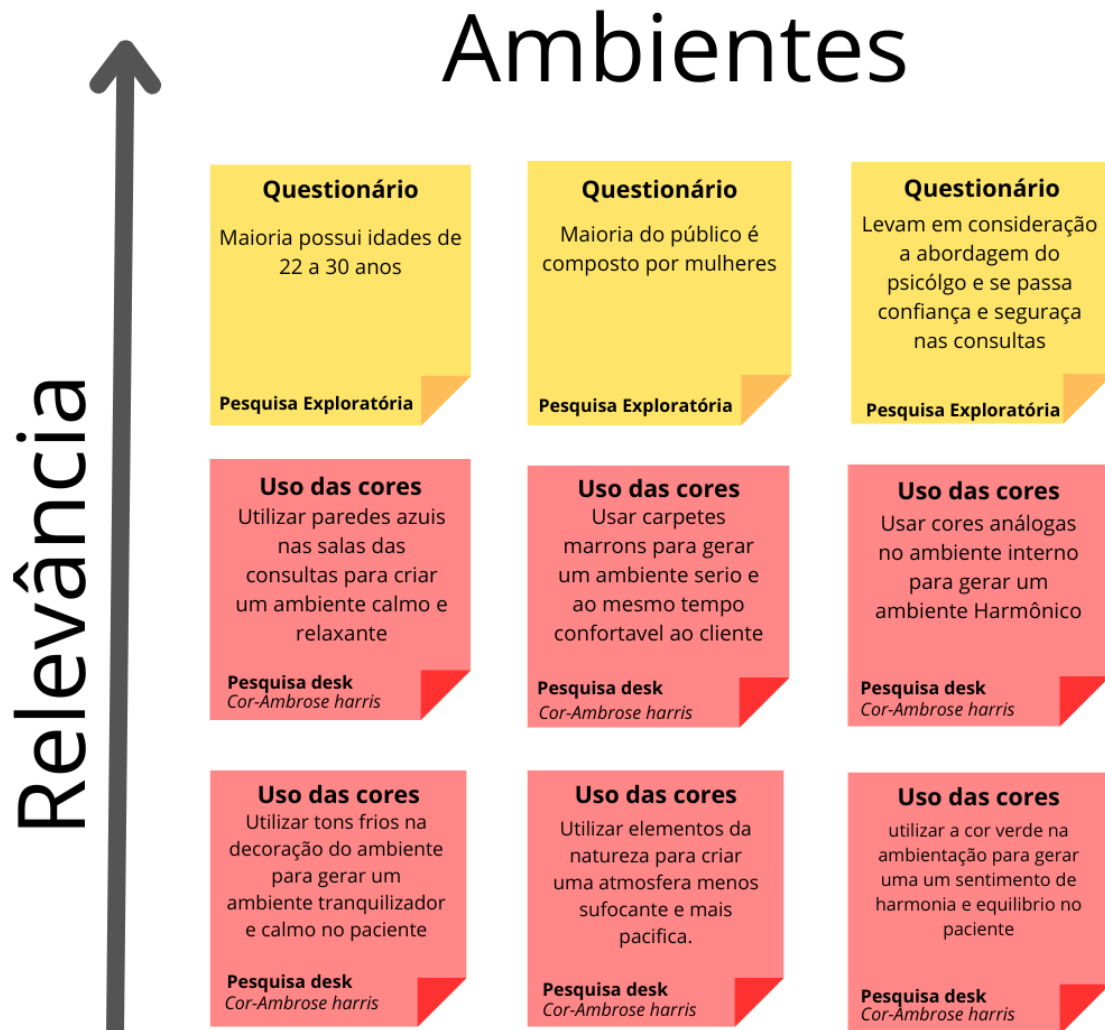 Ambientes
Relevância
Questionário
Maioria possui idades de
22 a 30 anos
Pesquisa Exploratória
Questionário
Maioria do público é
composto por mulheres
Pesquisa Exploratória
Questionário
Levam em consideração
a abordagem do
psicólgo e se passa
confiança e seguraça
nas consultas
Pesquisa Exploratória
Uso das cores
Utilizar paredes azuis
nas salas das
consultas para criar
um ambiente calmo e
relaxante
Pesquisa desk
Cor-Ambrose harris
Uso das cores
Usar carpetes
marrons para gerar
um ambiente serio e
ao mesmo tempo
confortavel ao cliente
Pesquisa desk
Cor-Ambrose harris
Uso das cores
Usar cores análogas
no ambiente interno
para gerar um
ambiente Harmônico
Pesquisa desk
Cor-Ambrose harris
Uso das cores
Utilizar tons frios na
decoração do ambiente
para gerar um
ambiente tranquilizador
e calmo no paciente
Pesquisa desk
Cor-Ambrose harris
Uso das cores
Utilizar elementos da
natureza para criar
uma atmosfera menos
sufocante e mais
pacifica.
Pesquisa desk
Cor-Ambrose harris
Uso das cores
utilizar a cor verde na
ambientação para gerar
uma um sentimento de
harmonia e equilibrio no
paciente
Pesquisa desk
Cor-Ambrose harris